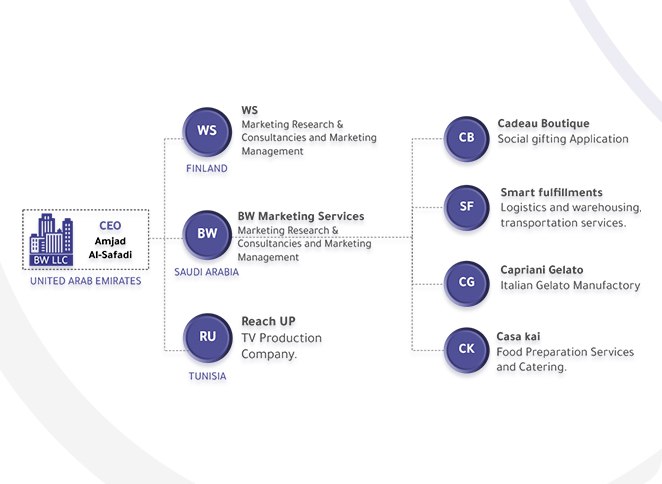 BW LLC
CEO
Amjad
Al-Safadi
UNITED ARAB EMIRATES
WS
FINLAND
WS
Marketing Research &
Consultancies and Marketing
Management
BW
SAUDI ARABIA
BW Marketing Services
Marketing Research &
Consultancies and Marketing
Management
RU
TUNISIA
Reach UP
TV Production
Company.
CB
Cadeau Boutique
Social gifting Application
SF
Smart fulfillments
Logistics and warehousing,
transportation services.
CG
Capriani Gelato
Italian Gelato Manufactory
CK
Casa kai
Food Preparation Services
and Catering.